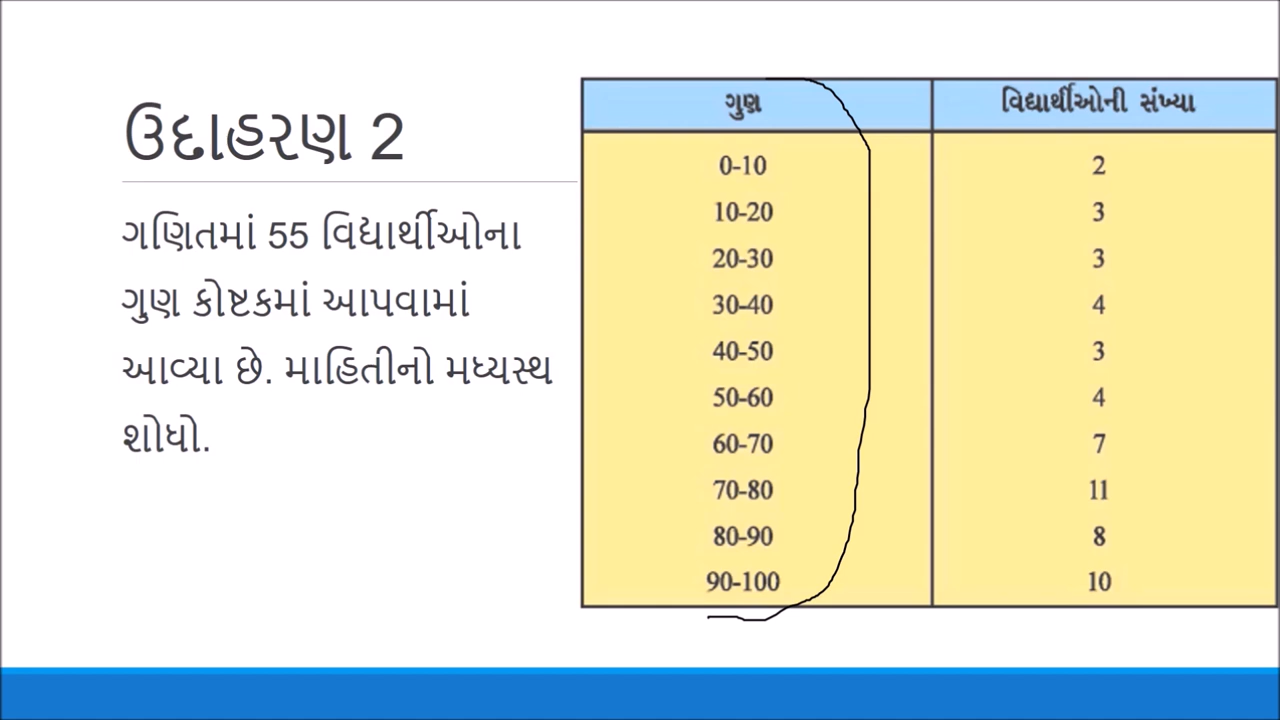 ઉદાહરણ 2
ગણિતમાં 55 વિદ્યાર્થીઓના
ગુણ કોષ્ટકમાં આપવામાં
આવ્યા છે. માહિતીનો મધ્યસ્થ
શોધો.
ગુણ વિદ્યાર્થીઓની સંખ્યા
0-10 2
10-20 3
20-30 3
30-40 4
40-50 3
50-60 4
60-70 7
70-80 11
80-90 8
90-100 10